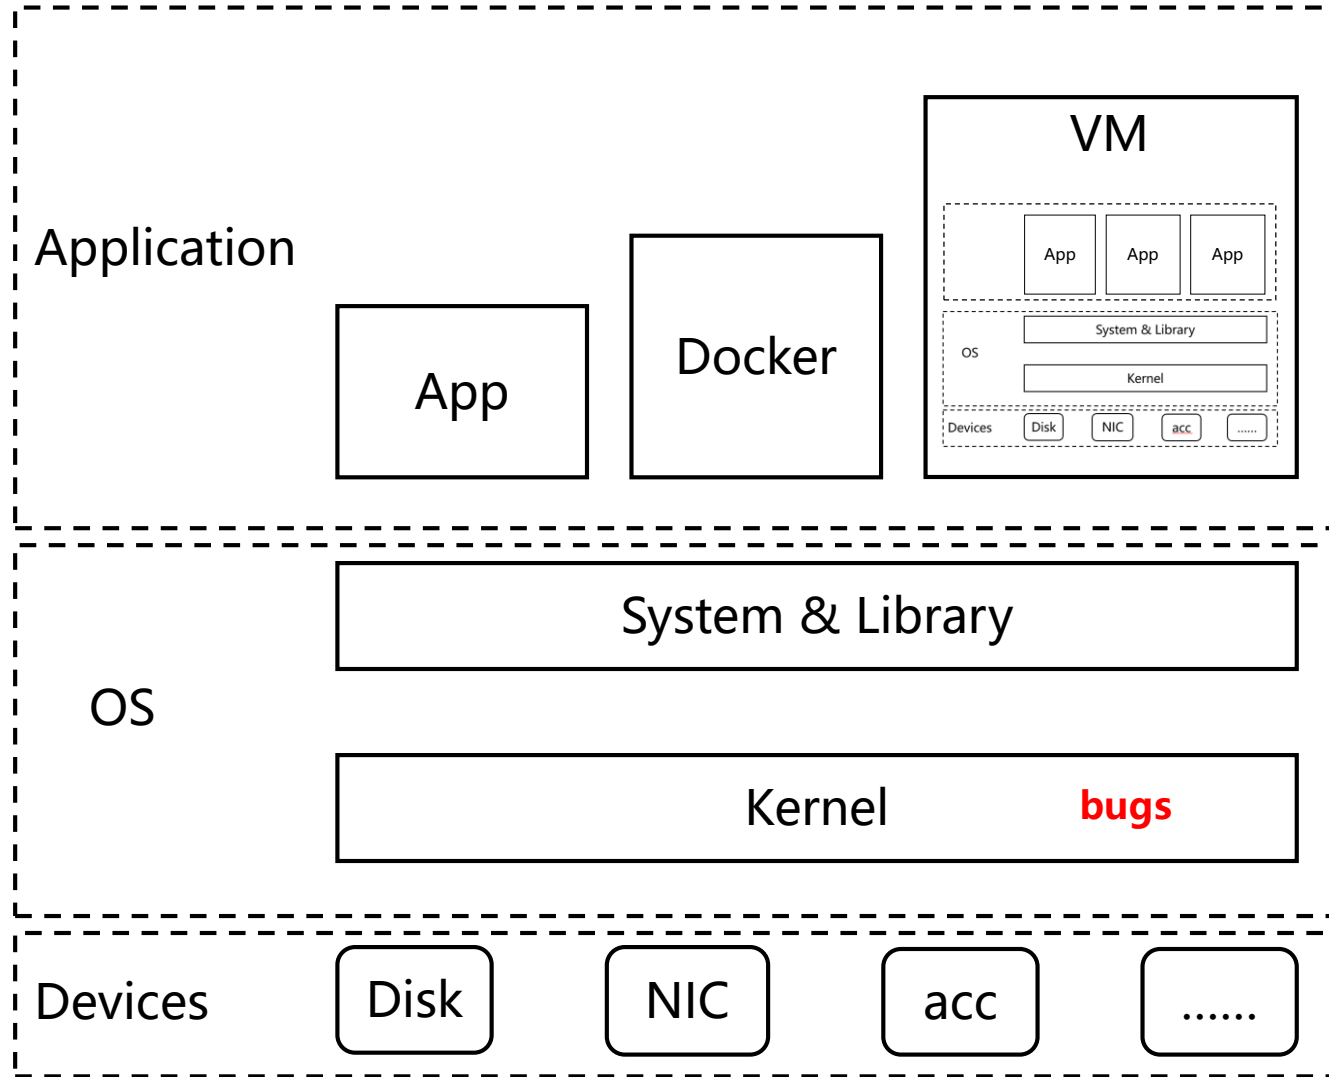 VM
Application
App App App
System & Library
OS
Kernel
Devices Disk NIC acc ......
Docker
App
System & Library
OS
Kernel bugs
Devices Disk NIC acc ......